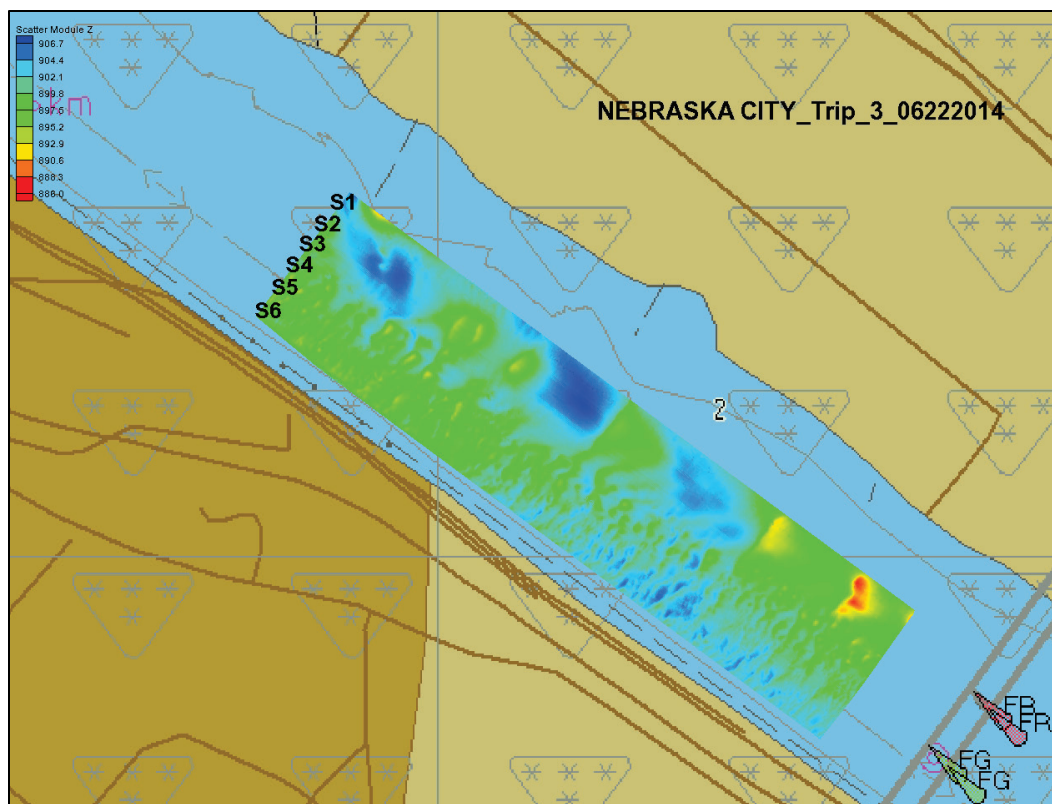 Scatter Module Z
906.7
904.4
902.1
899.8
897.5
895.2
892.9
890.6
888.3
886.0
km
NEBRASKA CITY_Trip_3_06222014
S1
S2
S3
S4
S5
S6
2
FB
FR
FG
FG